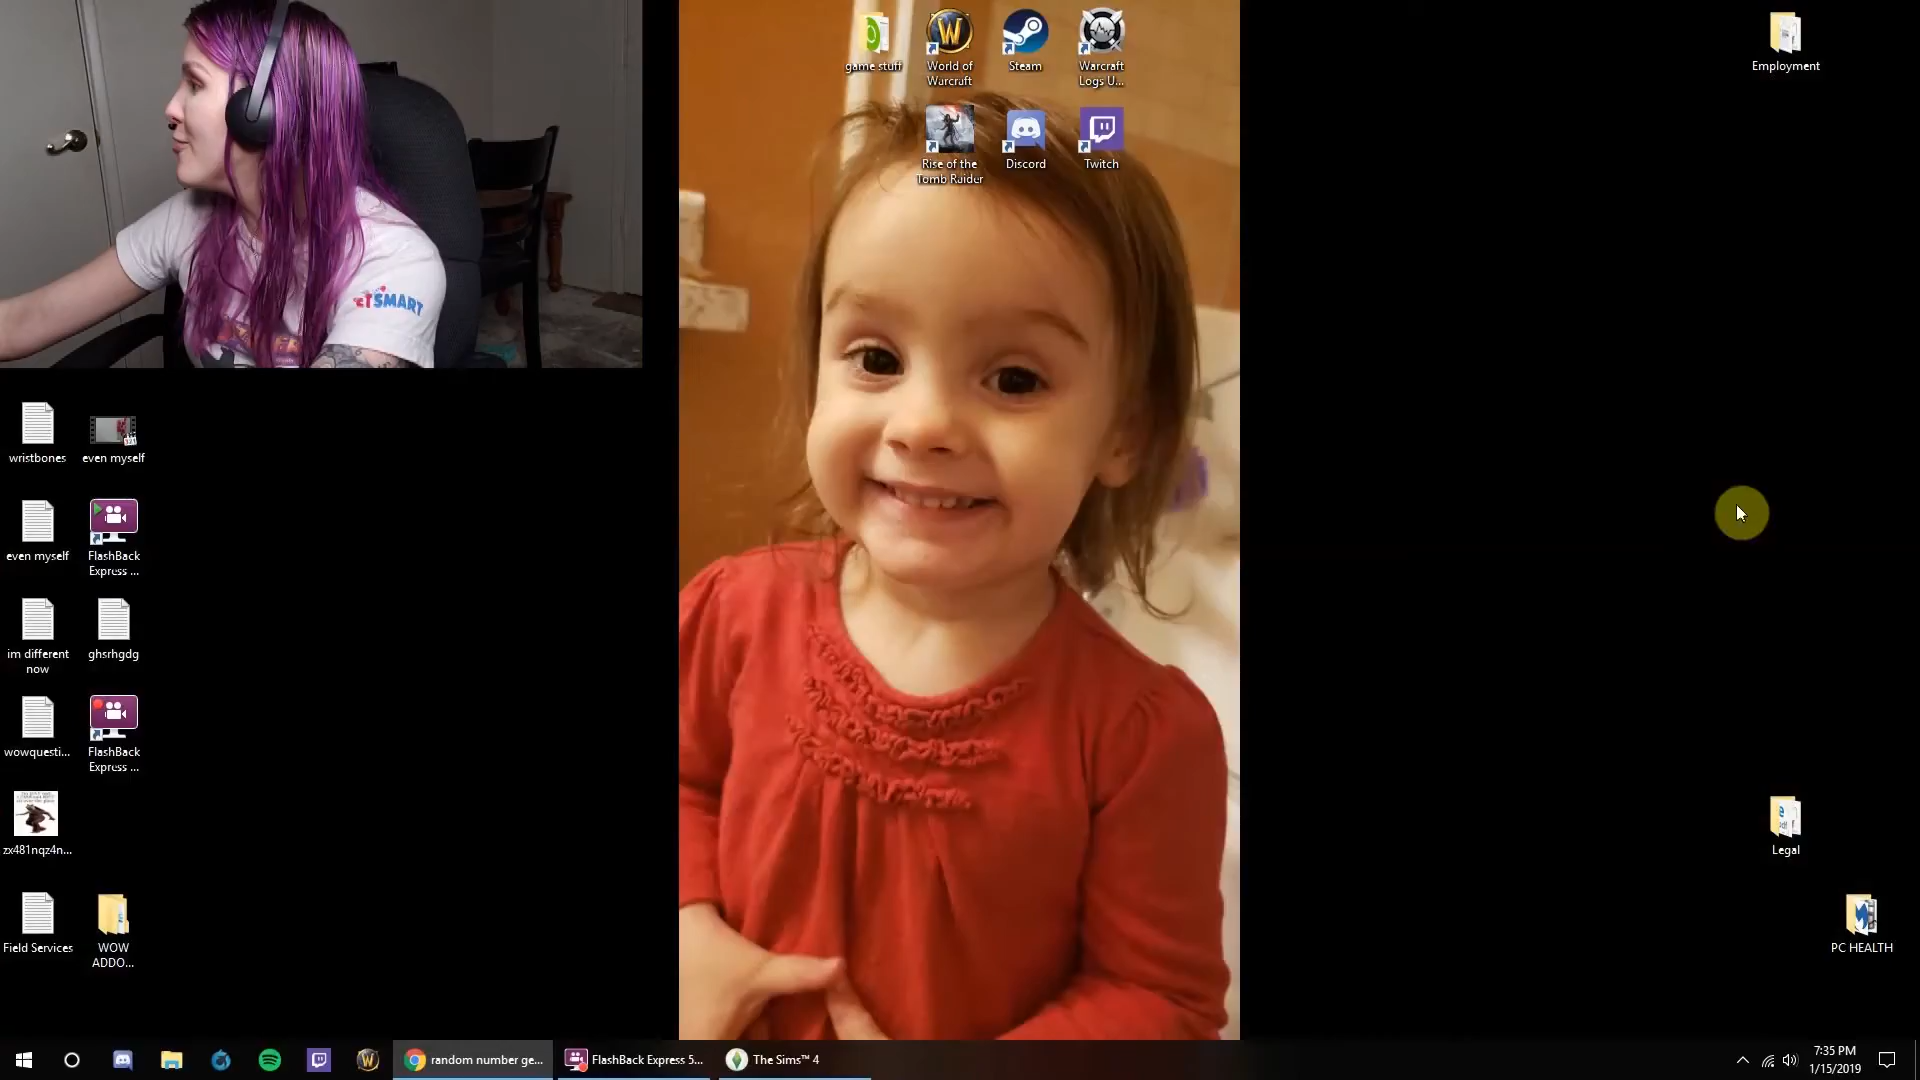 game stuff
World of
Warcraft
Steam
Warcraft
Logs U...
Employment
Rise of the
Tomb Raider
Discord
Twitch
ETSMART
wristbones
even myself
even myself
FlashBack
Express ...
im different
now
ghsrhgdg
wowquesti...
FlashBack
Express ...
zx481nqz4n...
Legal
Field Services
WOW
ADDO...
PC HEALTH
random number ge...
FlashBack Express 5...
The Sims™ 4
7:35 PM
1/15/2019